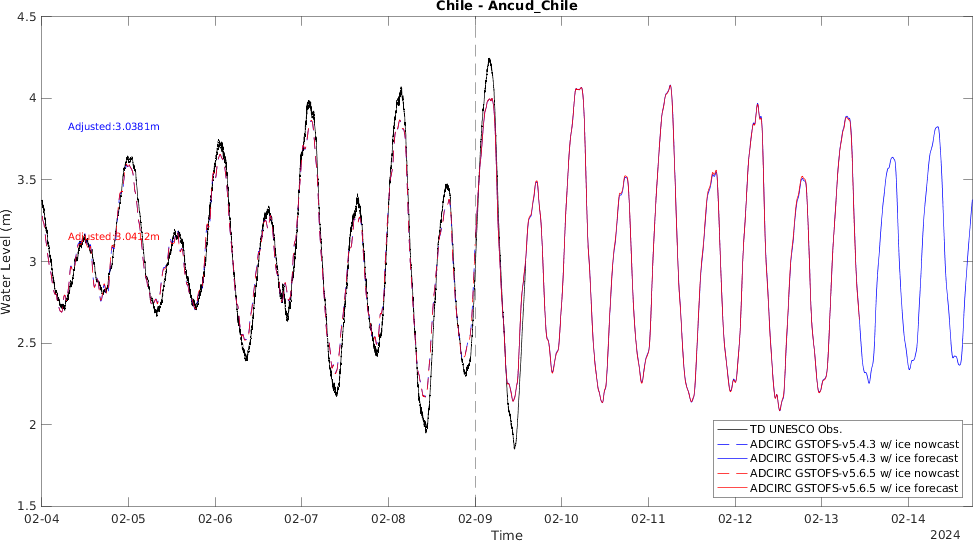 Chile - Ancud_Chile
4.5
4
3.5
3
2.5
2
1.5
Water Level (m)
Adjusted:3.0381m
Adjusted:3.0412m
TD UNESCO Obs.
ADCIRC GSTOFS-v5.4.3 w/ ice nowcast
ADCIRC GSTOFS-v5.4.3 w/ ice forecast
ADCIRC GSTOFS-v5.6.5 w/ ice nowcast
ADCIRC GSTOFS-v5.6.5 w/ ice forecast
02-04 02-05 02-06 02-07 02-08 02-09 02-10 02-11 02-12 02-13 02-14
Time
2024